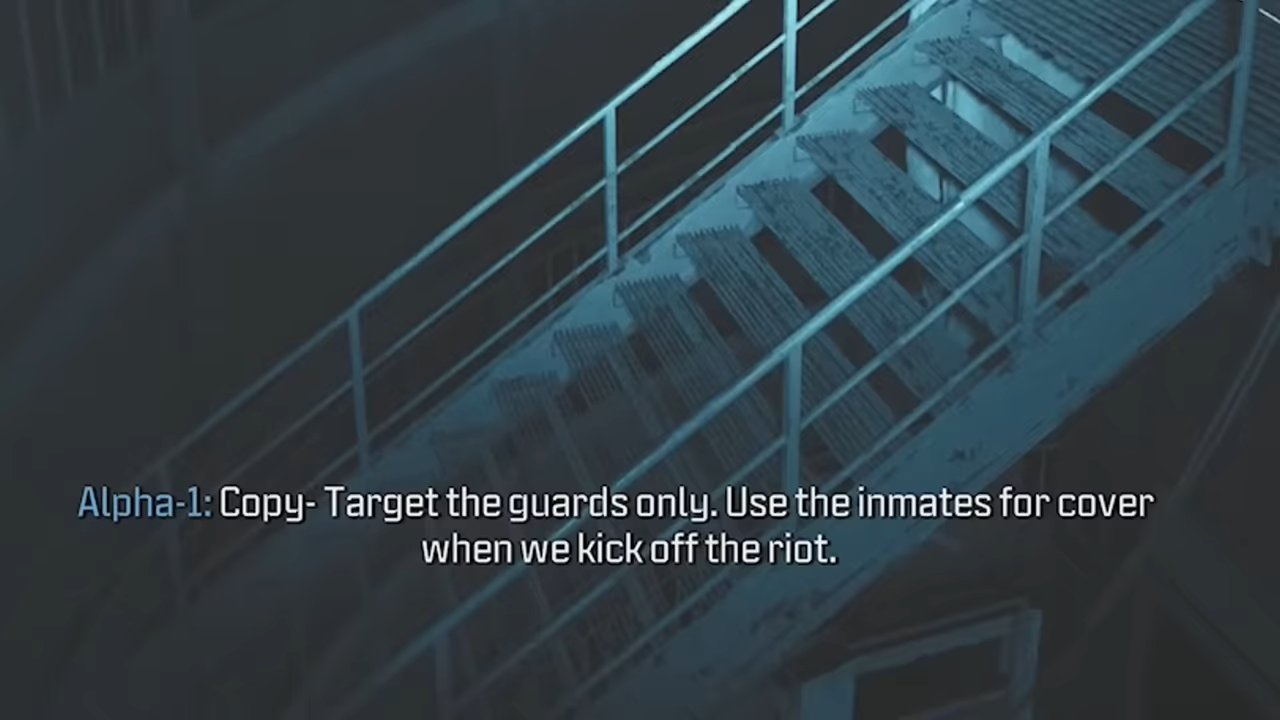 Alpha-1: Copy- Target the guards only. Use the inmates for cover
when we kick off the riot.